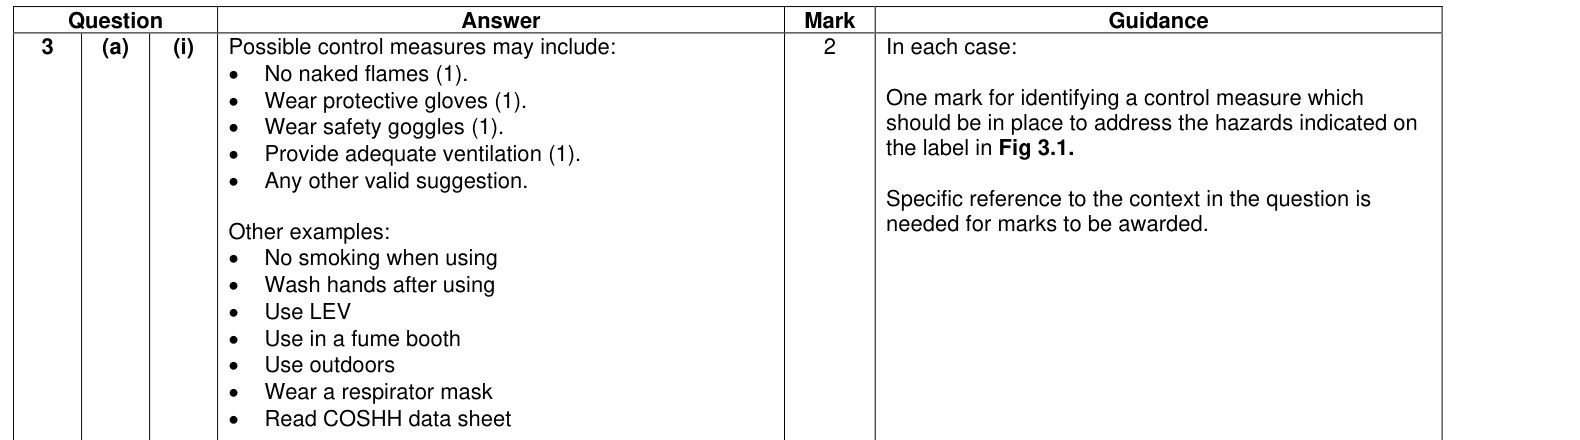 Question Answer Mark Guidance
3 (a) (i) Possible control measures may include: 2 In each case:
• No naked flames (1).
• Wear protective gloves (1).
• Wear safety goggles (1).
• Provide adequate ventilation (1).
• Any other valid suggestion.
Other examples:
• No smoking when using
• Wash hands after using
• Use LEV
• Use in a fume booth
• Use outdoors
• Wear a respirator mask
• Read COSHH data sheet
One mark for identifying a control measure which
should be in place to address the hazards indicated on
the label in Fig 3.1.
Specific reference to the context in the question is
needed for marks to be awarded.